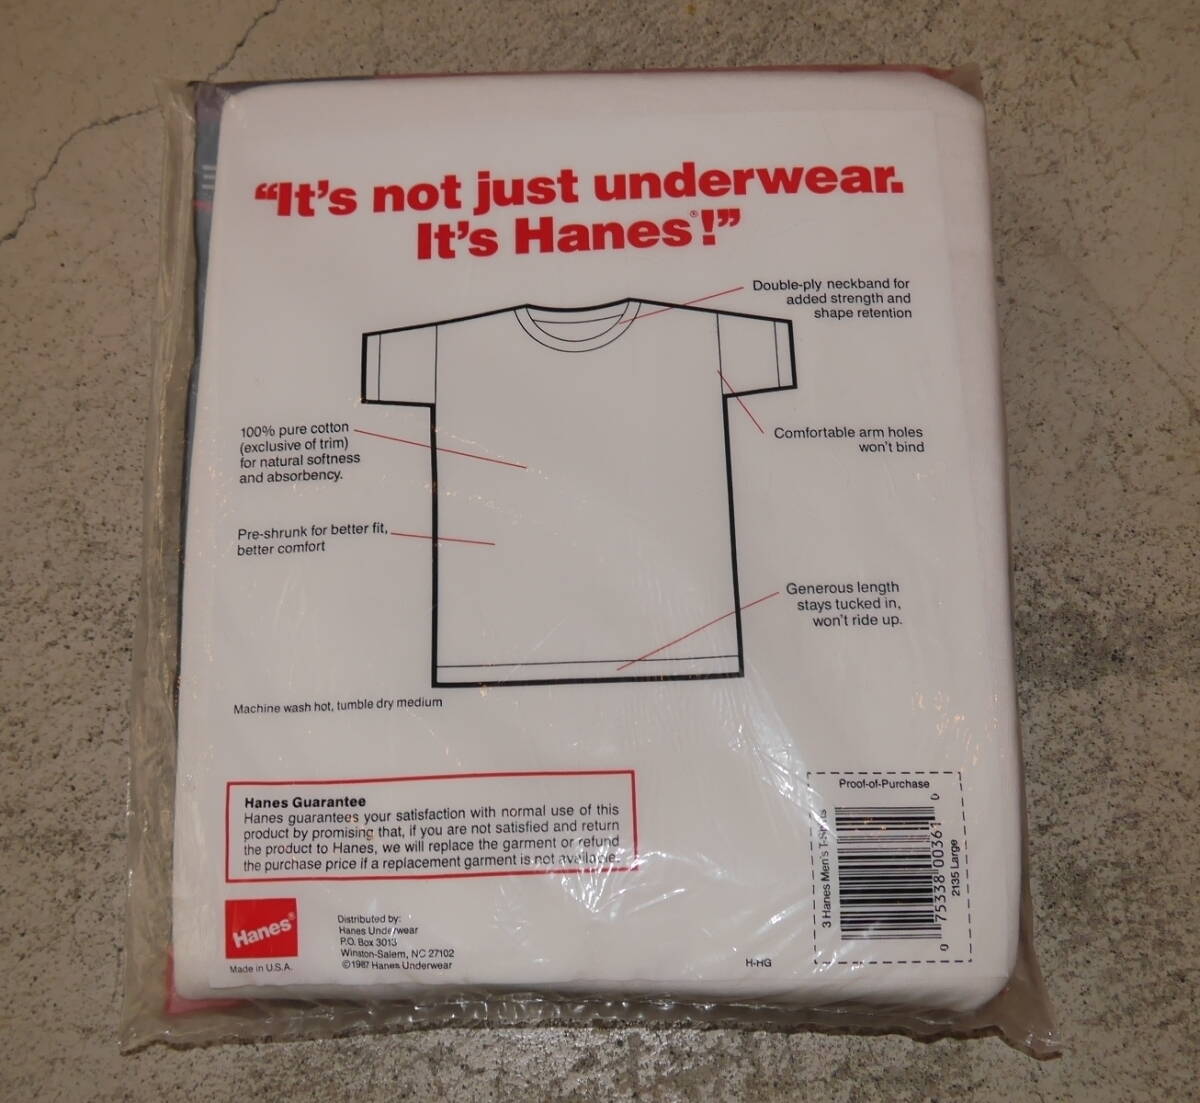 “It’s not just underwear.
It’s Hanes®!”
Double-ply neckband for
added strength and
shape retention
100% pure cotton
(exclusive of trim)
for natural softness
and absorbency.
Comfortable arm holes
won't bind
Pre-shrunk for better fit,
better comfort
Generous length
stays tucked in,
won't ride up.
Machine wash hot, tumble dry medium
Hanes Guarantee
Hanes guarantees your satisfaction with normal use of this
product by promising that, if you are not satisfied and return
the product to Hanes, we will replace the garment or refund
the purchase price if a replacement garment is not available.
Hanes®
Made in U.S.A.
Distributed by:
Hanes Underwear
P.O. Box 3013
Winston-Salem, NC 27102
©1987 Hanes Underwear
H-HG
Proof-of-Purchase
3 Hanes Men's T-Shirts
0 75338 00361 0
2135 Large